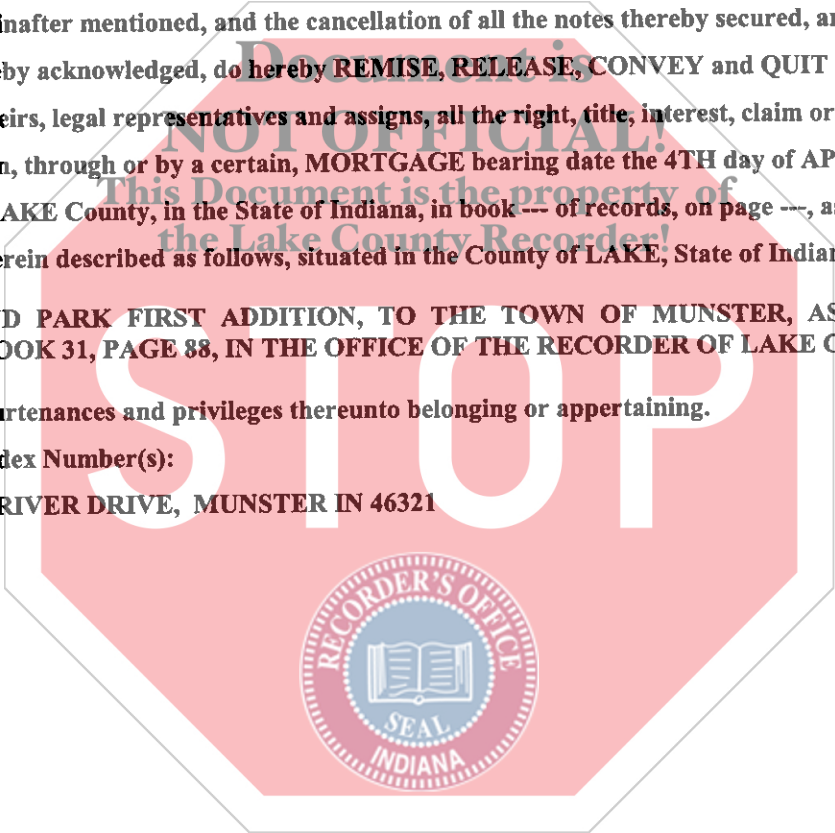 inafter mentioned, and the cancellation of all the notes thereby secured, an
Document is
by acknowledged, do hereby REMISE, RELEASE, CONVEY and QUIT
eirs, legal representatives and assigns, all the right, title, interest, claim or
NOT OFFICIAL!
n, through or by a certain, MORTGAGE bearing date the 4TH day of AP
This Document is the property of
AKE County, in the State of Indiana, in book --- of records, on page ---, as
the Lake County Recorder!
erein described as follows, situated in the County of LAKE, State of Indian
D PARK FIRST ADDITION, TO THE TOWN OF MUNSTER, AS
OOK 31, PAGE 88, IN THE OFFICE OF THE RECORDER OF LAKE C
STOP
urtenances and privileges thereunto belonging or appertaining.
dex Number(s):
RIVER DRIVE, MUNSTER IN 46321
RECORDER'S OFFICE
SEAL
INDIANA